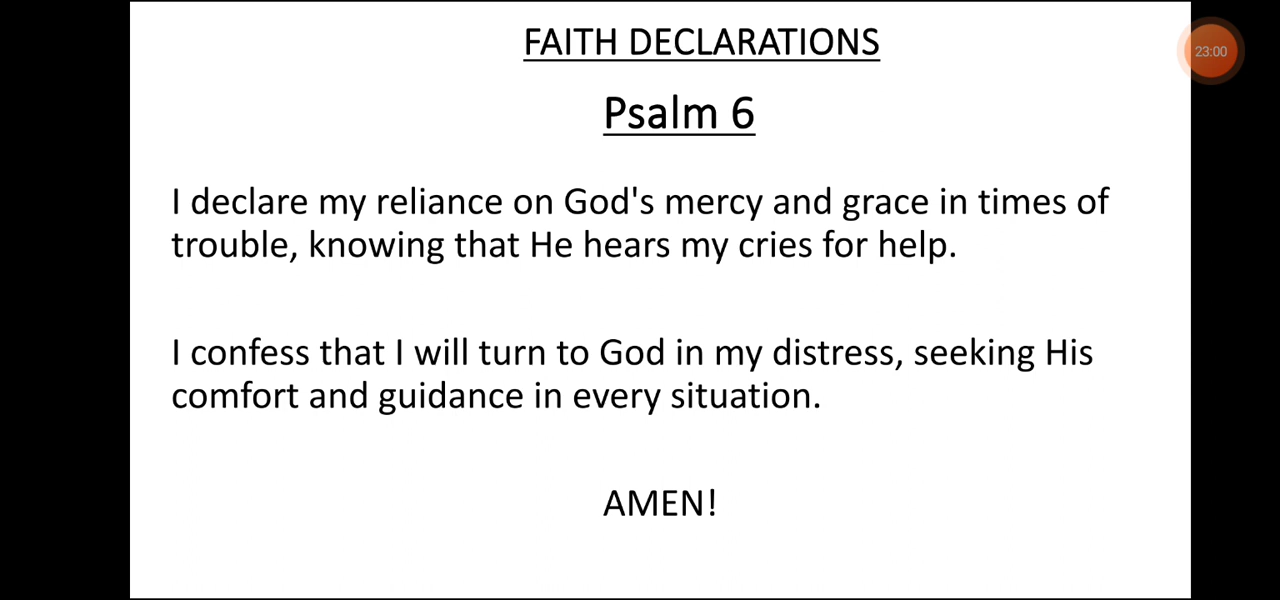 FAITH DECLARATIONS
23:00
Psalm 6
I declare my reliance on God's mercy and grace in times of
trouble, knowing that He hears my cries for help.
I confess that I will turn to God in my distress, seeking His
comfort and guidance in every situation.
AMEN!